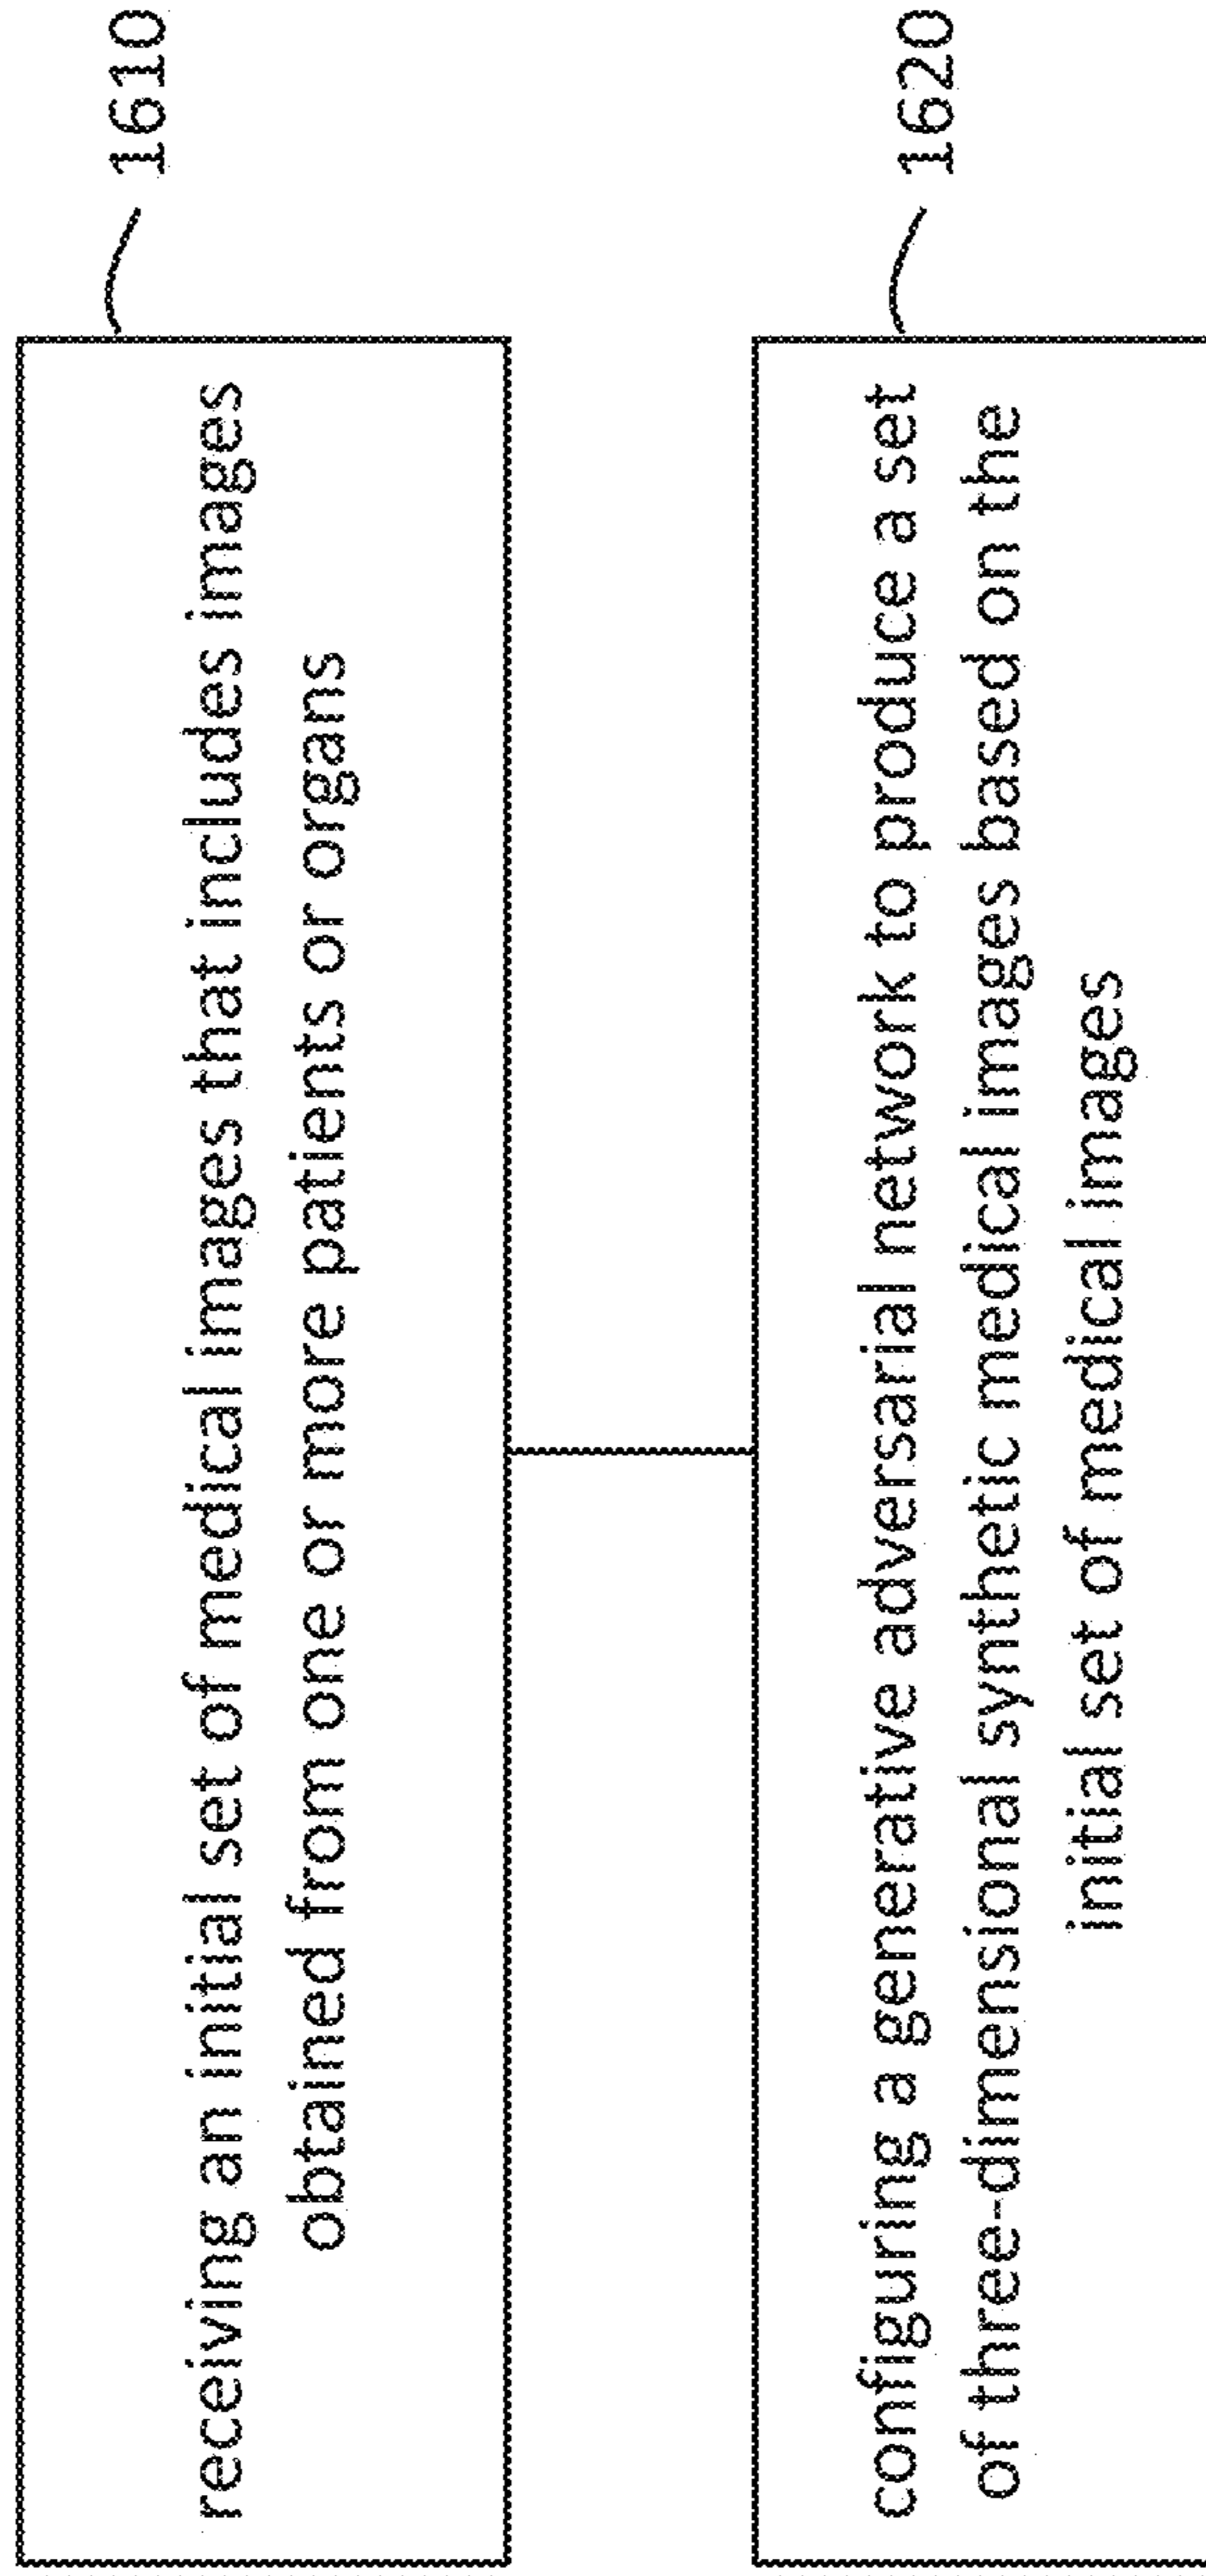 receiving an initial set of medical images that includes images
obtained from one or more patients or organs
1610
configuring a generative adversarial network to produce a set
of three-dimensional synthetic medical images based on the
initial set of medical images
1620